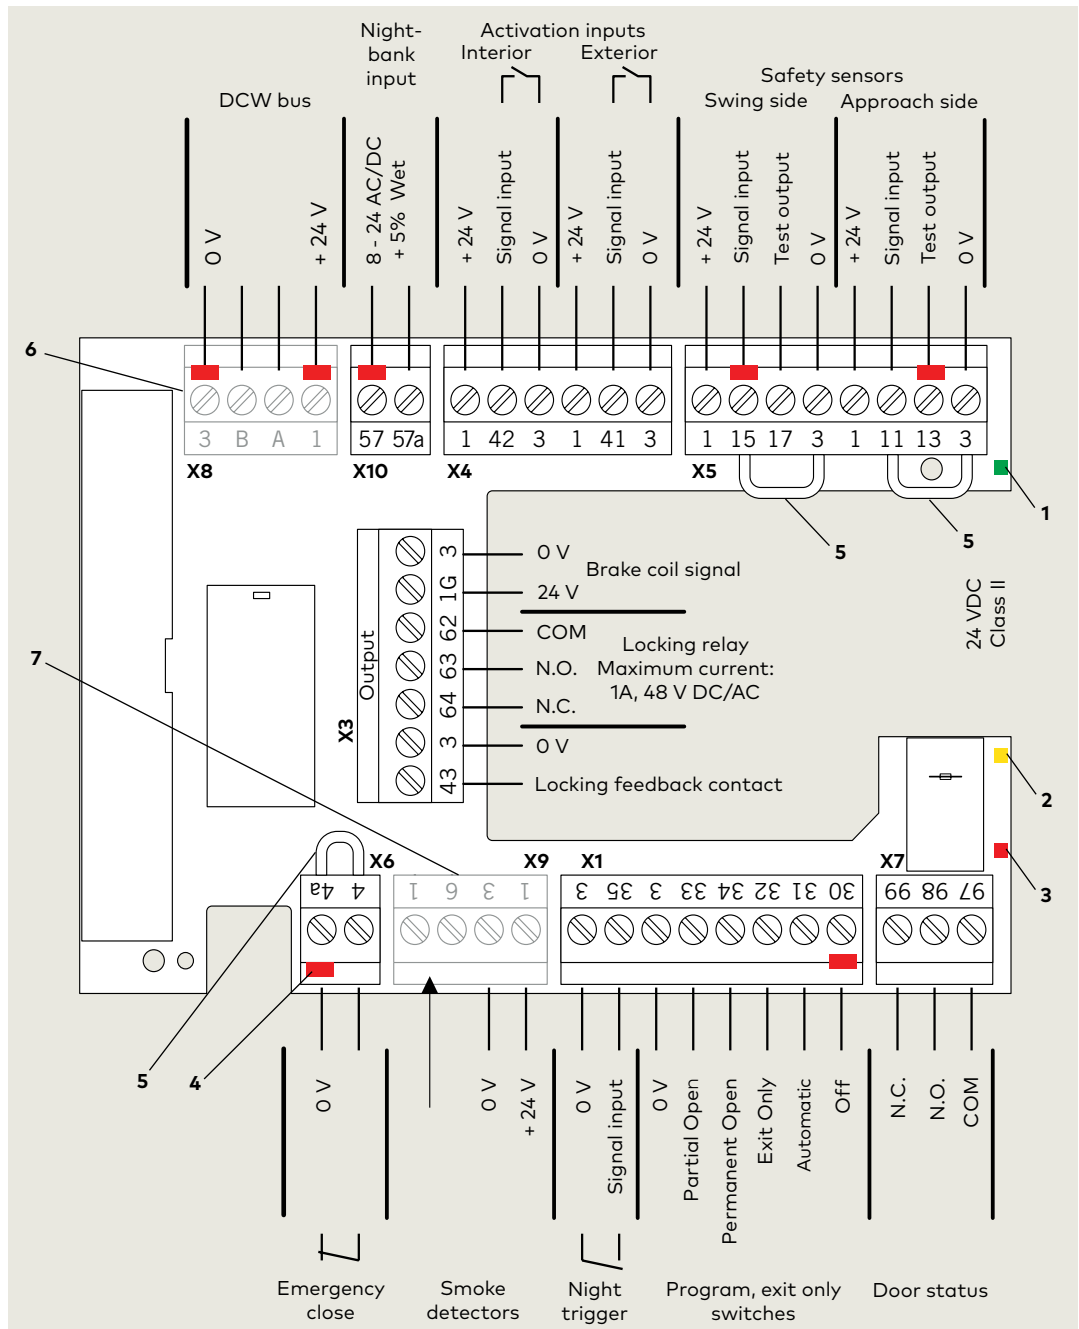 Night-
bank
input
Activation inputs
Interior
Exterior
Safety sensors
Swing side
Approach side
DCW bus
0 V
+ 24 V
8 - 24 AC/DC
+ 5% Wet
+ 24 V
Signal input
0 V
+ 24 V
Signal input
0 V
+ 24 V
Signal input
Test output
0 V
+ 24 V
Signal input
Test output
0 V
6
3 B A 1
57 57a
1 42 3 1 41 3
1 15 17 3 1 11 13 3
X8
X10
X4
X5
1
5
5
3
0 V
1G
24 V
Brake coil signal
62
COM
63
N.O.
64
N.C.
Locking relay
Maximum current:
1A, 48 V DC/AC
3
0 V
43
Locking feedback contact
Output
X3
24 VDC
Class II
7
2
3
X6
X9
X1
X7
4a 4
1 6 3 1
3 35 3 33 34 32 31 30
99 98 97
5
4
0 V
0 V
+ 24 V
0 V
Signal input
0 V
Partial Open
Permanent Open
Exit Only
Automatic
Off
N.C.
N.O.
COM
Emergency
close
Smoke
detectors
Night
trigger
Program, exit only
switches
Door status